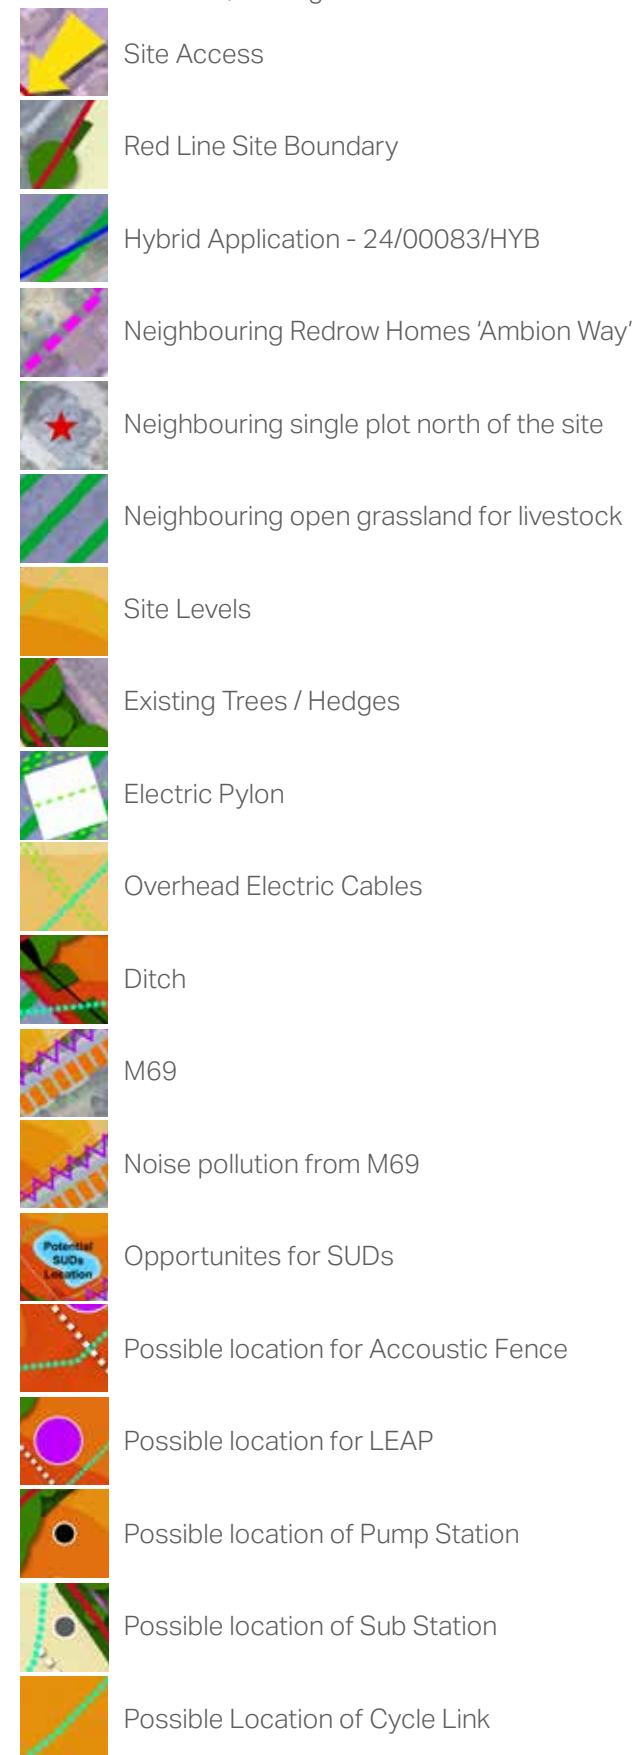 Site Access
Red Line Site Boundary
Hybrid Application - 24/00083/HYB
Neighbouring Redrow Homes ‘Ambion Way’
Neighbouring single plot north of the site
Neighbouring open grassland for livestock
Site Levels
Existing Trees / Hedges
Electric Pylon
Overhead Electric Cables
Ditch
M69
Noise pollution from M69
Potential
SUDs
Location
Opportunites for SUDs
Possible location for Accoustic Fence
Possible location for LEAP
Possible location of Pump Station
Possible location of Sub Station
Possible Location of Cycle Link